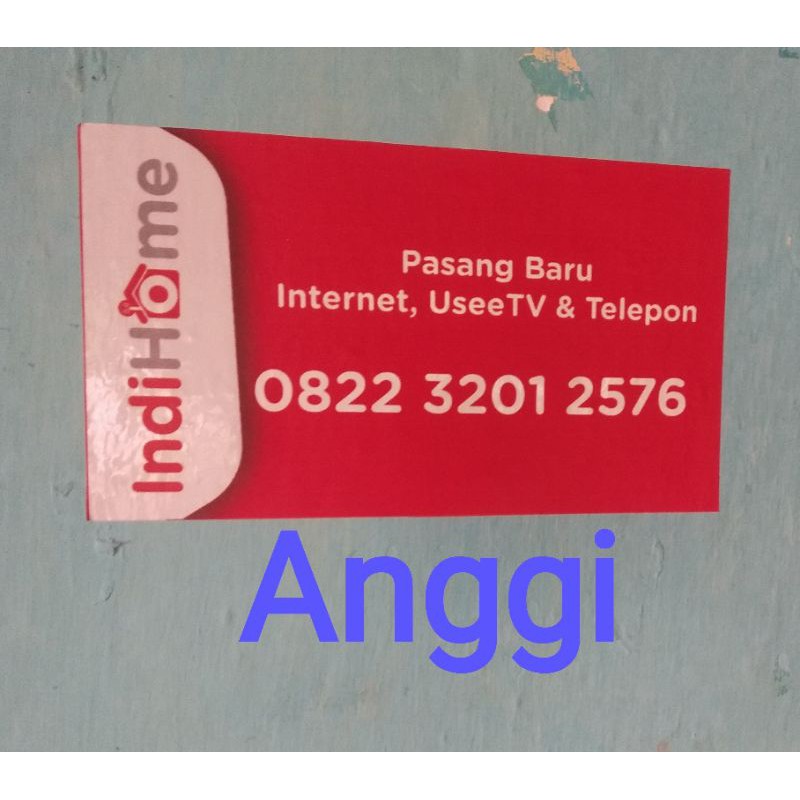 IndiHome
Pasang Baru
Internet, UseeTV & Telepon
0822 3201 2576
Anggi